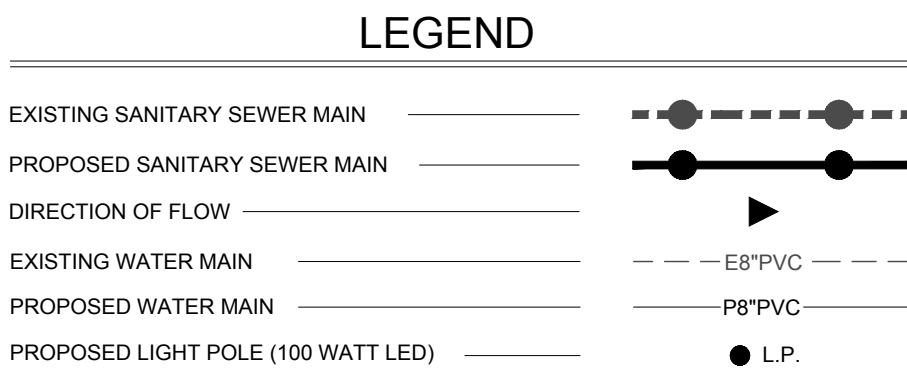 LEGEND
EXISTING SANITARY SEWER MAIN
PROPOSED SANITARY SEWER MAIN
DIRECTION OF FLOW
EXISTING WATER MAIN E8"PVC
PROPOSED WATER MAIN P8"PVC
PROPOSED LIGHT POLE (100 WATT LED) L.P.